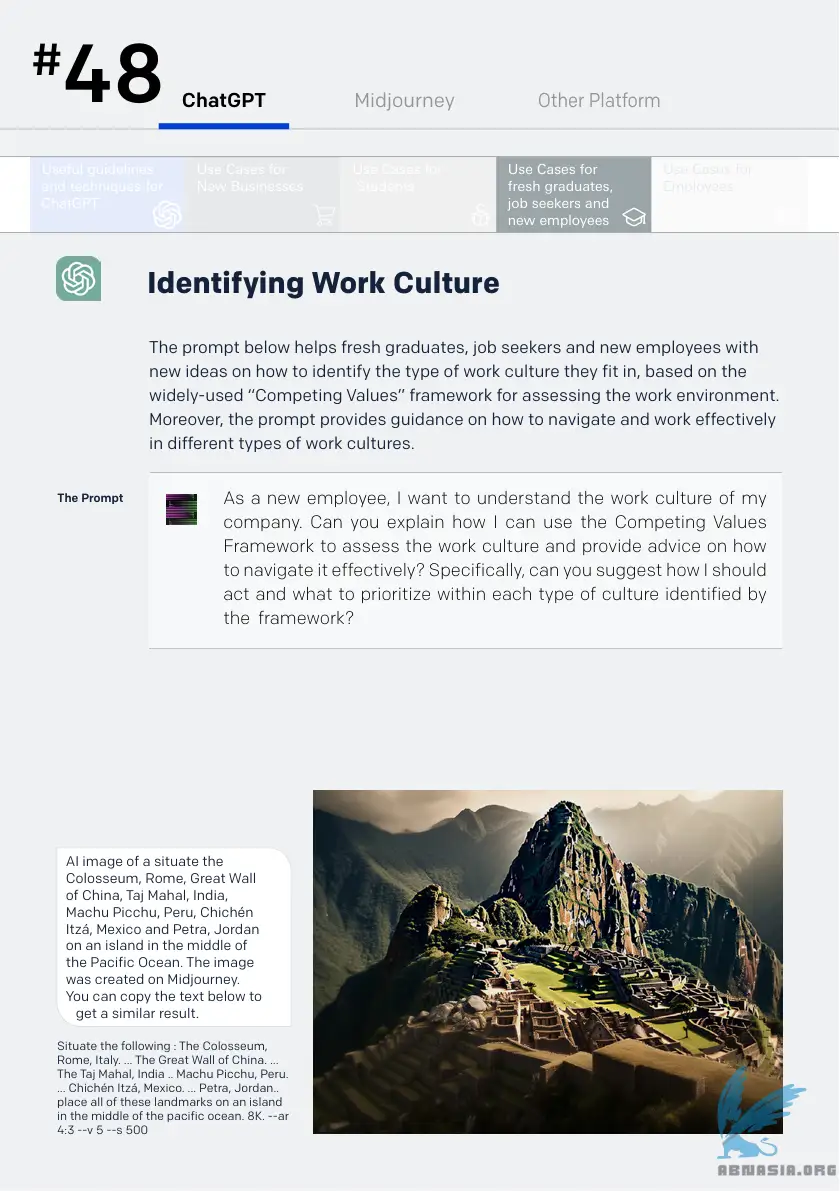 #48
ChatGPT
Midjourney
Other Platform
Useful guidelines
and techniques for
ChatGPT
Use Cases for
New Businesses
Use Cases for
Students
Use Cases for
fresh graduates,
job seekers and
new employees
Use Cases for
Employees
Identifying Work Culture
The prompt below helps fresh graduates, job seekers and new employees with
new ideas on how to identify the type of work culture they fit in, based on the
widely-used “Competing Values” framework for assessing the work environment.
Moreover, the prompt provides guidance on how to navigate and work effectively
in different types of work cultures.
The Prompt
As a new employee, I want to understand the work culture of my
company. Can you explain how I can use the Competing Values
Framework to assess the work culture and provide advice on how
to navigate it effectively? Specifically, can you suggest how I should
act and what to prioritize within each type of culture identified by
the framework?
AI image of a situate the
Colosseum, Rome, Great Wall
of China, Taj Mahal, India,
Machu Picchu, Peru, Chichén
Itzá, Mexico and Petra, Jordan
on an island in the middle of
the Pacific Ocean. The image
was created on Midjourney.
You can copy the text below to
get a similar result.
Situate the following : The Colosseum,
Rome, Italy. ... The Great Wall of China. ...
The Taj Mahal, India .. Machu Picchu, Peru.
... Chichén Itzá, Mexico. ... Petra, Jordan..
place all of these landmarks on an island
in the middle of the pacific ocean. 8K. --ar
4:3 --v 5 --s 500
ABNASIA.ORG